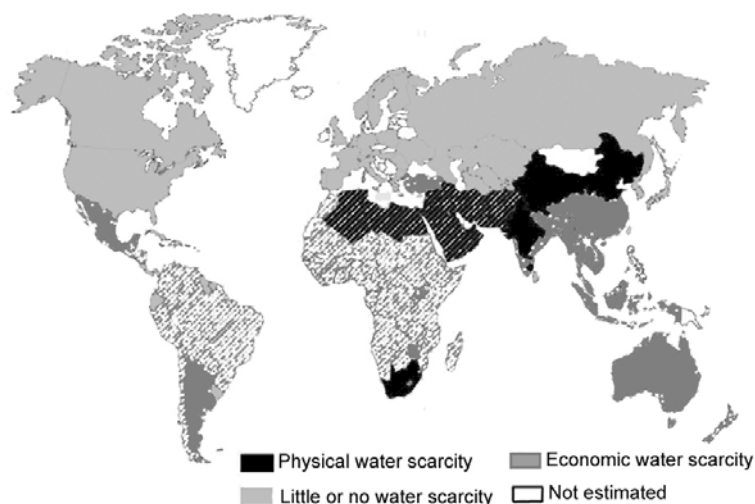 Physical water scarcity
Economic water scarcity
Little or no water scarcity
Not estimated